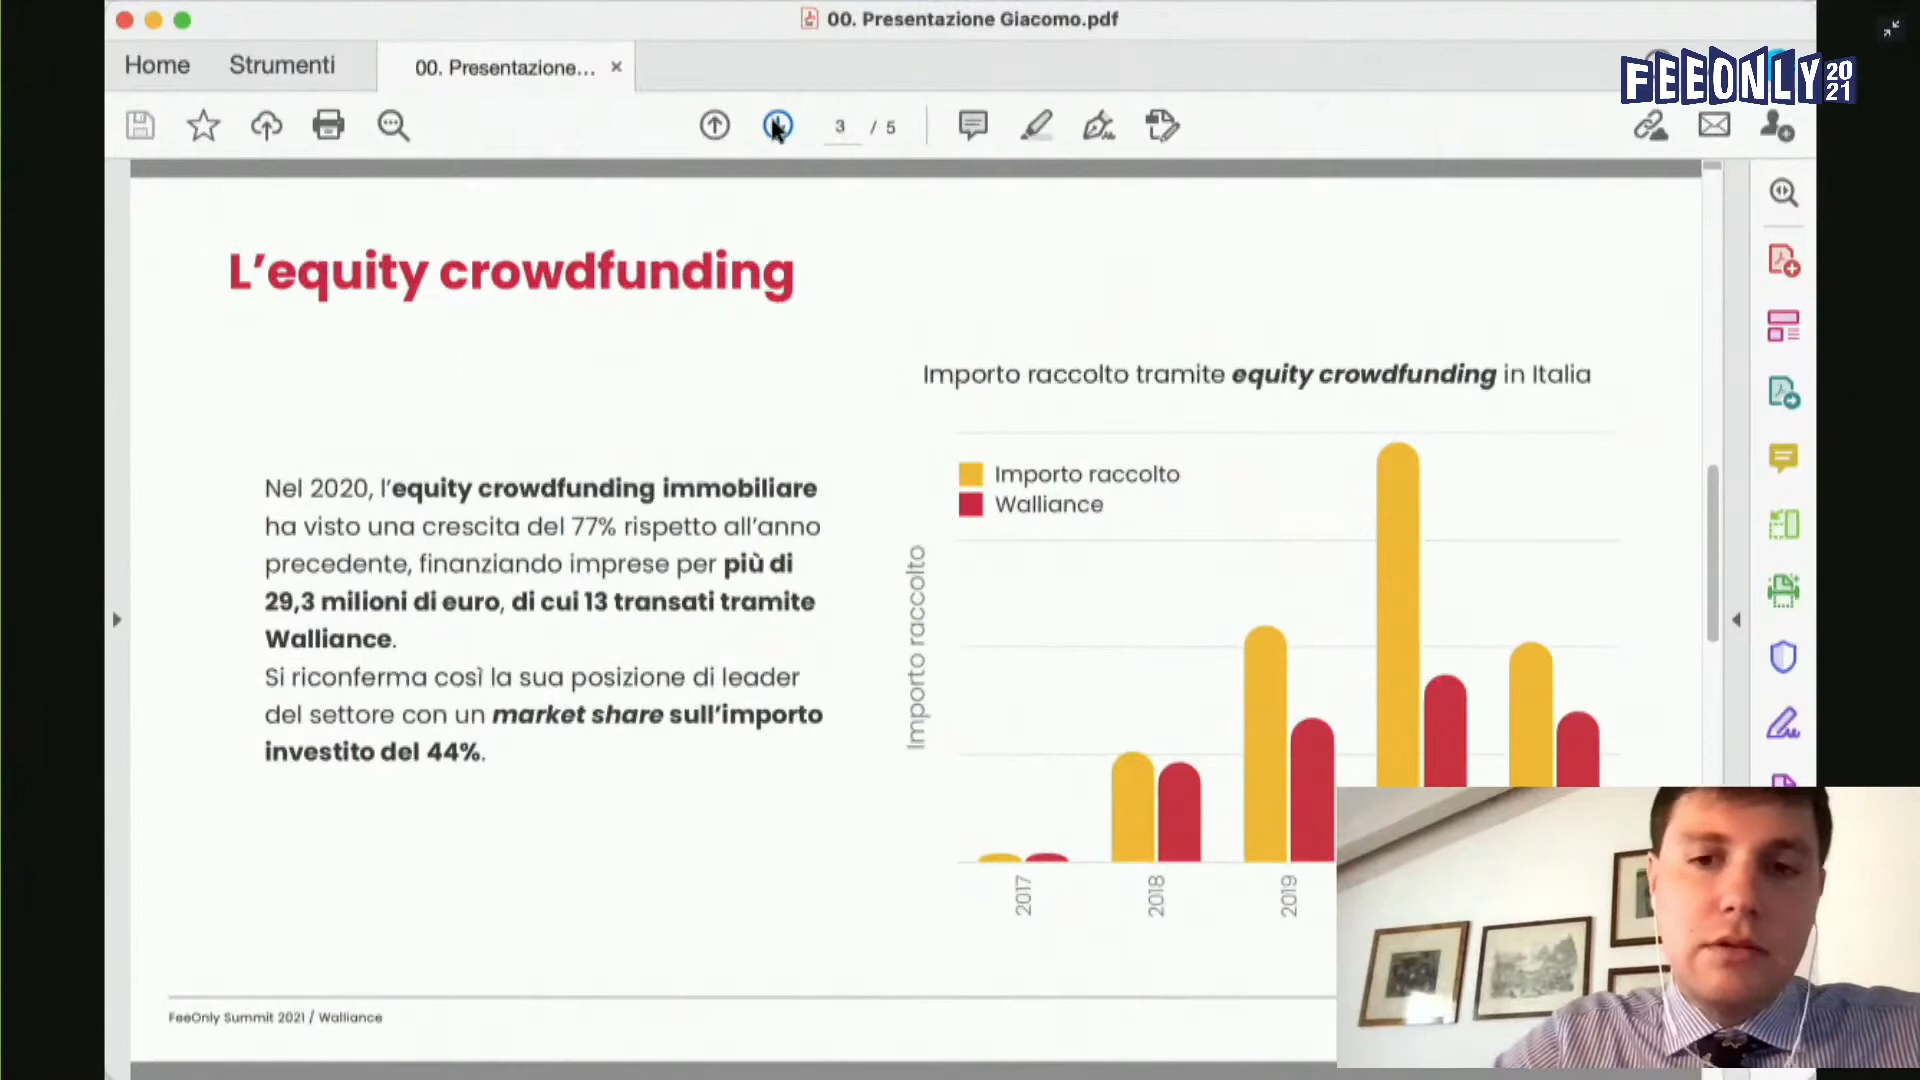 00. Presentazione Giacomo.pdf
Home
Strumenti
00. Presentazione...
FEEONLY 20
21
3 / 5
L'equity crowdfunding
Nel 2020, l'equity crowdfunding immobiliare
ha visto una crescita del 77% rispetto all'anno
precedente, finanziando imprese per più di
29,3 milioni di euro, di cui 13 transati tramite
Walliance.
Si riconferma così la sua posizione di leader
del settore con un market share sull'importo
investito del 44%.
Importo raccolto tramite equity crowdfunding in Italia
Importo raccolto
Walliance
Importo raccolto
2017
2018
2019
FeeOnly Summit 2021 / Walliance